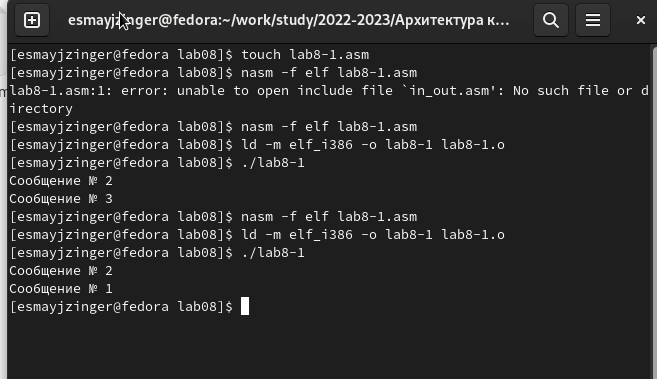 esmayjzinger@fedora:~/work/study/2022-2023/Архитектура к...
[esmayjzinger@fedora lab08]$ touch lab8-1.asm
[esmayjzinger@fedora lab08]$ nasm -f elf lab8-1.asm
lab8-1.asm:1: error: unable to open include file `in_out.asm': No such file or d
irectory
[esmayjzinger@fedora lab08]$ nasm -f elf lab8-1.asm
[esmayjzinger@fedora lab08]$ ld -m elf_i386 -o lab8-1 lab8-1.o
[esmayjzinger@fedora lab08]$ ./lab8-1
Сообщение № 2
Сообщение № 3
[esmayjzinger@fedora lab08]$ nasm -f elf lab8-1.asm
[esmayjzinger@fedora lab08]$ ld -m elf_i386 -o lab8-1 lab8-1.o
[esmayjzinger@fedora lab08]$ ./lab8-1
Сообщение № 2
Сообщение № 1
[esmayjzinger@fedora lab08]$